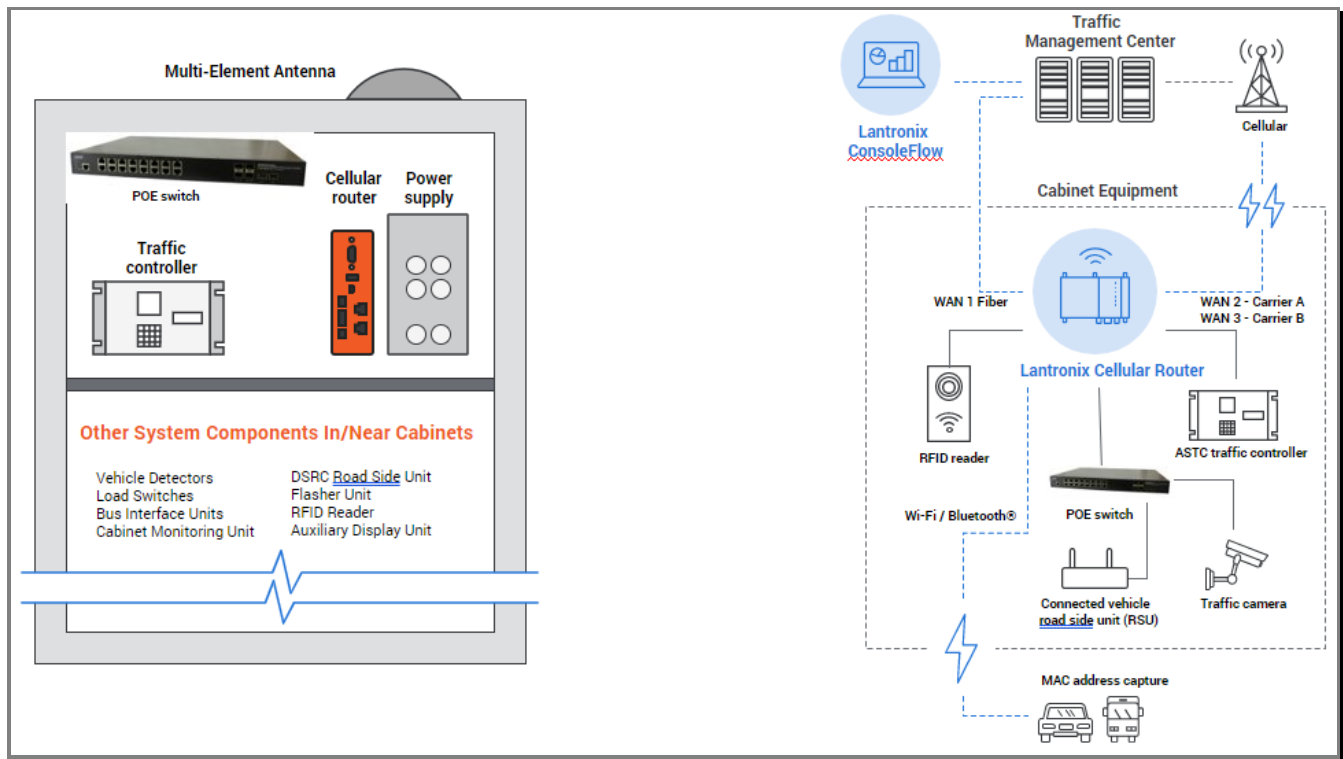 Multi-Element Antenna
POE switch
Cellular
router
Power
supply
Traffic
controller
Other System Components In/Near Cabinets
Vehicle Detectors
Load Switches
Bus Interface Units
Cabinet Monitoring Unit
DSRC Road Side Unit
Flasher Unit
RFID Reader
Auxiliary Display Unit
Traffic
Management Center
Lantronix
ConsoleFlow
Cellular
Cabinet Equipment
WAN 1 Fiber
WAN 2 - Carrier A
WAN 3 - Carrier B
Lantronix Cellular Router
RFID reader
ASTC traffic controller
Wi-Fi / Bluetooth®
POE switch
Connected vehicle
road side unit (RSU)
Traffic camera
MAC address capture